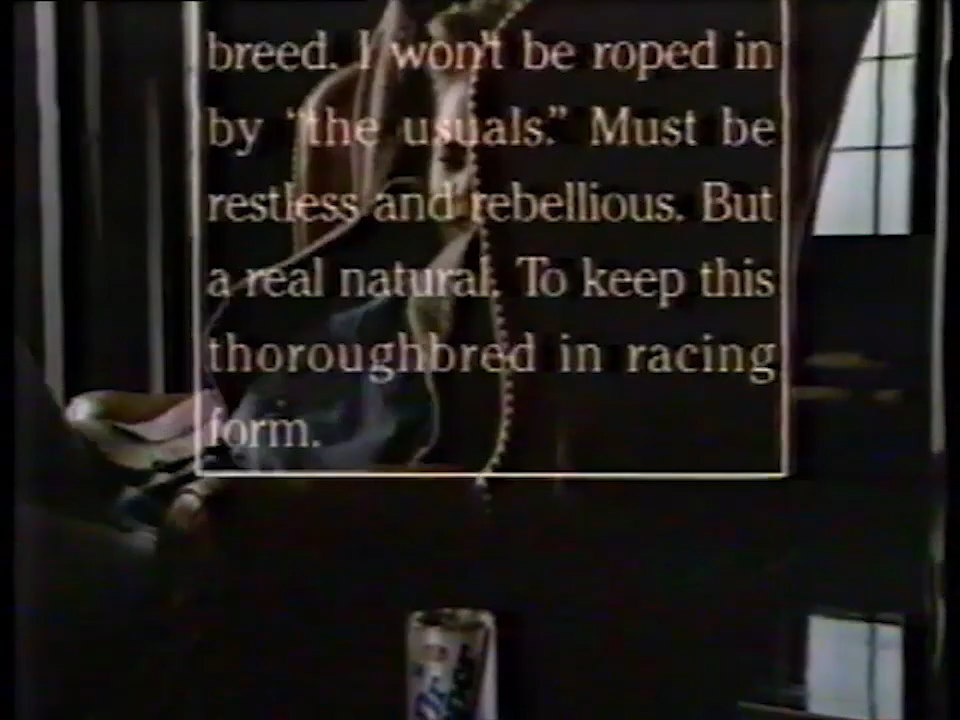 breed. I won't be roped in
by "the usuals." Must be
restless and rebellious. But
a real natural. To keep this
thoroughbred in racing
form.
Dr